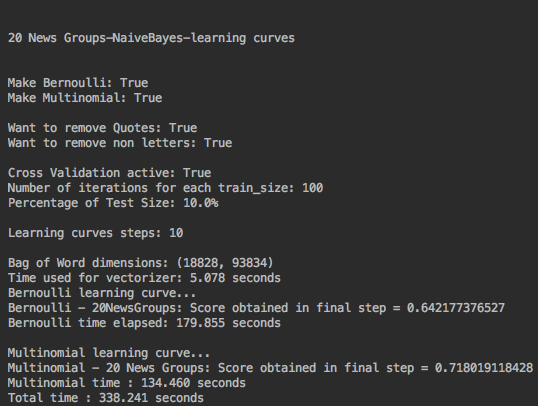 20 News Groups-NaiveBayes-learning curves
Make Bernoulli: True
Make Multinomial: True
Want to remove Quotes: True
Want to remove non letters: True
Cross Validation active: True
Number of iterations for each train_size: 100
Percentage of Test Size: 10.0%
Learning curves steps: 10
Bag of Word dimensions: (18828, 93834)
Time used for vectorizer: 5.078 seconds
Bernoulli learning curve...
Bernoulli - 20NewsGroups: Score obtained in final step = 0.642177376527
Bernoulli time elapsed: 179.855 seconds
Multinomial learning curve...
Multinomial - 20 News Groups: Score obtained in final step = 0.718019118428
Multinomial time : 134.460 seconds
Total time : 338.241 seconds